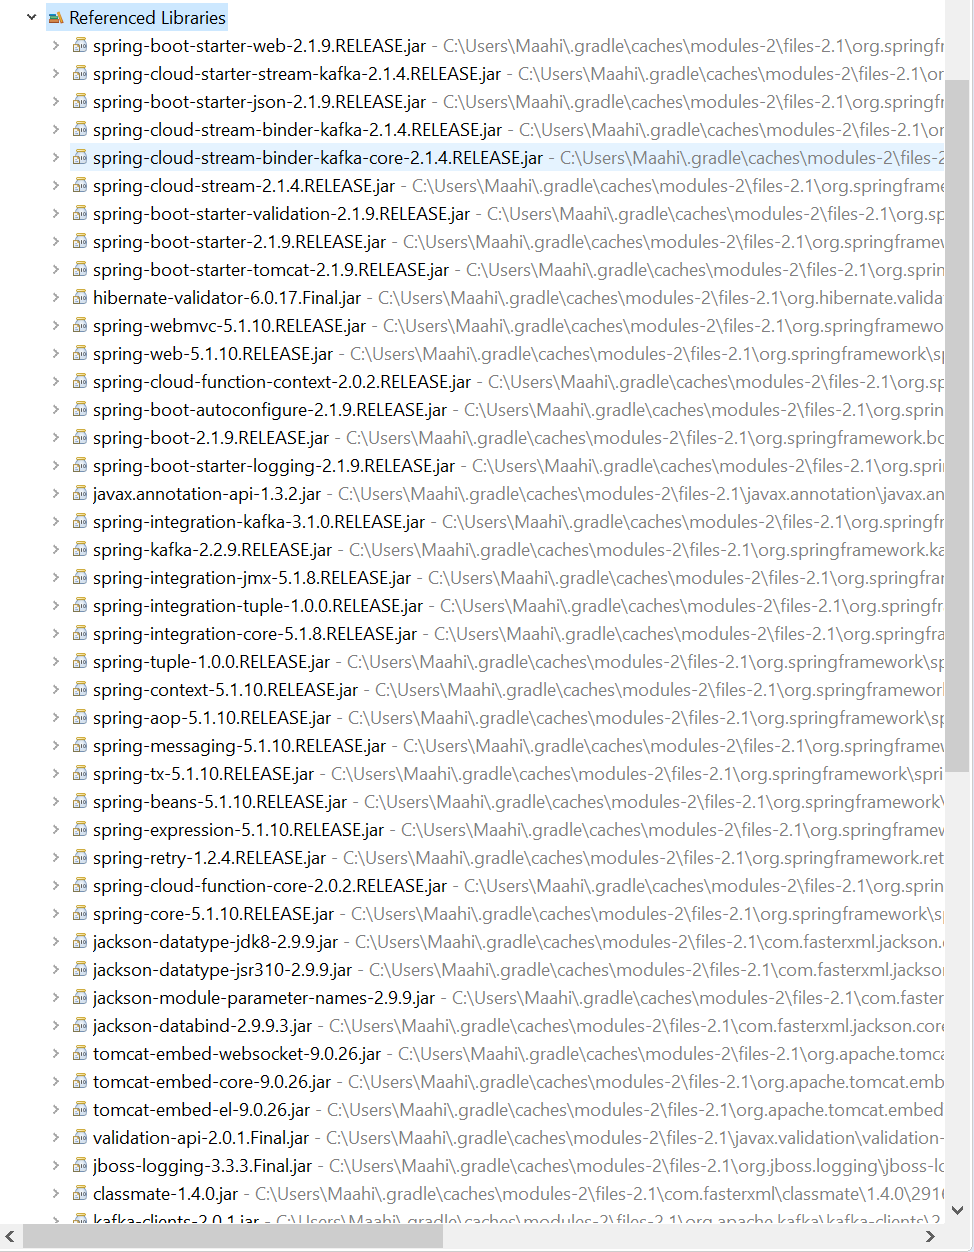 Referenced Libraries
spring-boot-starter-web-2.1.9.RELEASE.jar - C:\Users\Maahi\.gradle\caches\modules-2\files-2.1\org.springfr
spring-cloud-starter-stream-kafka-2.1.4.RELEASE.jar - C:\Users\Maahi\.gradle\caches\modules-2\files-2.1\or
spring-boot-starter-json-2.1.9.RELEASE.jar - C:\Users\Maahi\.gradle\caches\modules-2\files-2.1\org.springfr
spring-cloud-stream-binder-kafka-2.1.4.RELEASE.jar - C:\Users\Maahi\.gradle\caches\modules-2\files-2.1\or
spring-cloud-stream-binder-kafka-core-2.1.4.RELEASE.jar - C:\Users\Maahi\.gradle\caches\modules-2\files-2
spring-cloud-stream-2.1.4.RELEASE.jar - C:\Users\Maahi\.gradle\caches\modules-2\files-2.1\org.springframe
spring-boot-starter-validation-2.1.9.RELEASE.jar - C:\Users\Maahi\.gradle\caches\modules-2\files-2.1\org.sp
spring-boot-starter-2.1.9.RELEASE.jar - C:\Users\Maahi\.gradle\caches\modules-2\files-2.1\org.springframew
spring-boot-starter-tomcat-2.1.9.RELEASE.jar - C:\Users\Maahi\.gradle\caches\modules-2\files-2.1\org.sprin
hibernate-validator-6.0.17.Final.jar - C:\Users\Maahi\.gradle\caches\modules-2\files-2.1\org.hibernate.valida
spring-webmvc-5.1.10.RELEASE.jar - C:\Users\Maahi\.gradle\caches\modules-2\files-2.1\org.springframewo
spring-web-5.1.10.RELEASE.jar - C:\Users\Maahi\.gradle\caches\modules-2\files-2.1\org.springframework\sp
spring-cloud-function-context-2.0.2.RELEASE.jar - C:\Users\Maahi\.gradle\caches\modules-2\files-2.1\org.sp
spring-boot-autoconfigure-2.1.9.RELEASE.jar - C:\Users\Maahi\.gradle\caches\modules-2\files-2.1\org.sprin
spring-boot-2.1.9.RELEASE.jar - C:\Users\Maahi\.gradle\caches\modules-2\files-2.1\org.springframework.bo
spring-boot-starter-logging-2.1.9.RELEASE.jar - C:\Users\Maahi\.gradle\caches\modules-2\files-2.1\org.spri
javax.annotation-api-1.3.2.jar - C:\Users\Maahi\.gradle\caches\modules-2\files-2.1\javax.annotation\javax.an
spring-integration-kafka-3.1.0.RELEASE.jar - C:\Users\Maahi\.gradle\caches\modules-2\files-2.1\org.springfr
spring-kafka-2.2.9.RELEASE.jar - C:\Users\Maahi\.gradle\caches\modules-2\files-2.1\org.springframework.ka
spring-integration-jmx-5.1.8.RELEASE.jar - C:\Users\Maahi\.gradle\caches\modules-2\files-2.1\org.springfrar
spring-integration-tuple-1.0.0.RELEASE.jar - C:\Users\Maahi\.gradle\caches\modules-2\files-2.1\org.springfr
spring-integration-core-5.1.8.RELEASE.jar - C:\Users\Maahi\.gradle\caches\modules-2\files-2.1\org.springfra
spring-tuple-1.0.0.RELEASE.jar - C:\Users\Maahi\.gradle\caches\modules-2\files-2.1\org.springframework\sp
spring-context-5.1.10.RELEASE.jar - C:\Users\Maahi\.gradle\caches\modules-2\files-2.1\org.springframework
spring-aop-5.1.10.RELEASE.jar - C:\Users\Maahi\.gradle\caches\modules-2\files-2.1\org.springframework\sp
spring-messaging-5.1.10.RELEASE.jar - C:\Users\Maahi\.gradle\caches\modules-2\files-2.1\org.springframew
spring-tx-5.1.10.RELEASE.jar - C:\Users\Maahi\.gradle\caches\modules-2\files-2.1\org.springframework\spri
spring-beans-5.1.10.RELEASE.jar - C:\Users\Maahi\.gradle\caches\modules-2\files-2.1\org.springframework\
spring-expression-5.1.10.RELEASE.jar - C:\Users\Maahi\.gradle\caches\modules-2\files-2.1\org.springframew
spring-retry-1.2.4.RELEASE.jar - C:\Users\Maahi\.gradle\caches\modules-2\files-2.1\org.springframework.ret
spring-cloud-function-core-2.0.2.RELEASE.jar - C:\Users\Maahi\.gradle\caches\modules-2\files-2.1\org.sprin
spring-core-5.1.10.RELEASE.jar - C:\Users\Maahi\.gradle\caches\modules-2\files-2.1\org.springframework\s
jackson-datatype-jdk8-2.9.9.jar - C:\Users\Maahi\.gradle\caches\modules-2\files-2.1\com.fasterxml.jackson.
jackson-datatype-jsr310-2.9.9.jar - C:\Users\Maahi\.gradle\caches\modules-2\files-2.1\com.fasterxml.jackso
jackson-module-parameter-names-2.9.9.jar - C:\Users\Maahi\.gradle\caches\modules-2\files-2.1\com.faster
jackson-databind-2.9.9.3.jar - C:\Users\Maahi\.gradle\caches\modules-2\files-2.1\com.fasterxml.jackson.core
tomcat-embed-websocket-9.0.26.jar - C:\Users\Maahi\.gradle\caches\modules-2\files-2.1\org.apache.tomca
tomcat-embed-core-9.0.26.jar - C:\Users\Maahi\.gradle\caches\modules-2\files-2.1\org.apache.tomcat.emb
tomcat-embed-el-9.0.26.jar - C:\Users\Maahi\.gradle\caches\modules-2\files-2.1\org.apache.tomcat.embed
validation-api-2.0.1.Final.jar - C:\Users\Maahi\.gradle\caches\modules-2\files-2.1\javax.validation\validation-
jboss-logging-3.3.3.Final.jar - C:\Users\Maahi\.gradle\caches\modules-2\files-2.1\org.jboss.logging\jboss-lo
classmate-1.4.0.jar - C:\Users\Maahi\.gradle\caches\modules-2\files-2.1\com.fasterxml\classmate\1.4.0\2916
kafka-clients-2.0.1.jar - C:\Users\Maahi\.gradle\caches\modules-2\files-2.1\org.apache.kafka\kafka-clients\2